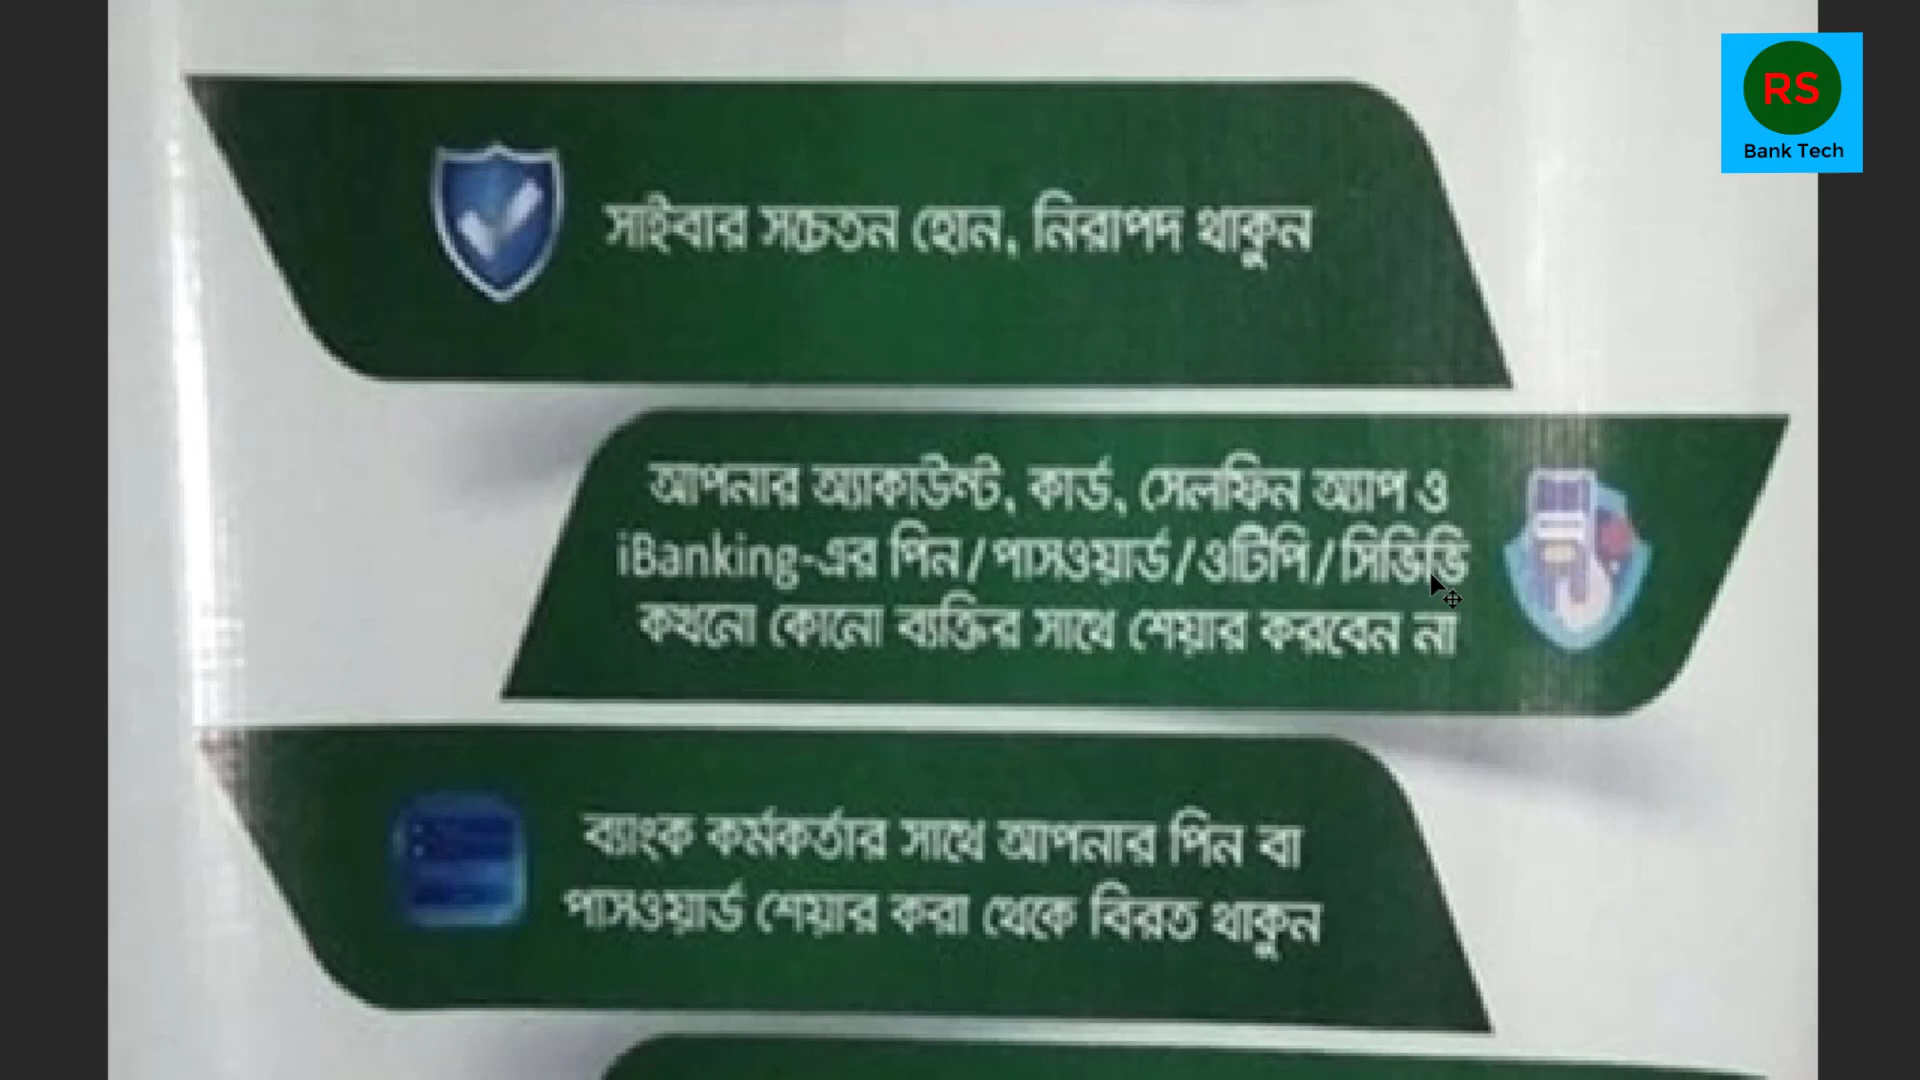 RS
Bank Tech
সাইবার সচেতন হোন, নিরাপদ থাকুন
আপনার অ্যাকাউন্ট, কার্ড, সেলফিন অ্যাপ ও
iBanking-এর পিন/পাসওয়ার্ড/ওটিপি/সিভিভি
কখনো কোনো ব্যক্তির সাথে শেয়ার করবেন না
ব্যাংক কর্মকর্তার সাথে আপনার পিন বা
পাসওয়ার্ড শেয়ার করা থেকে বিরত থাকুন